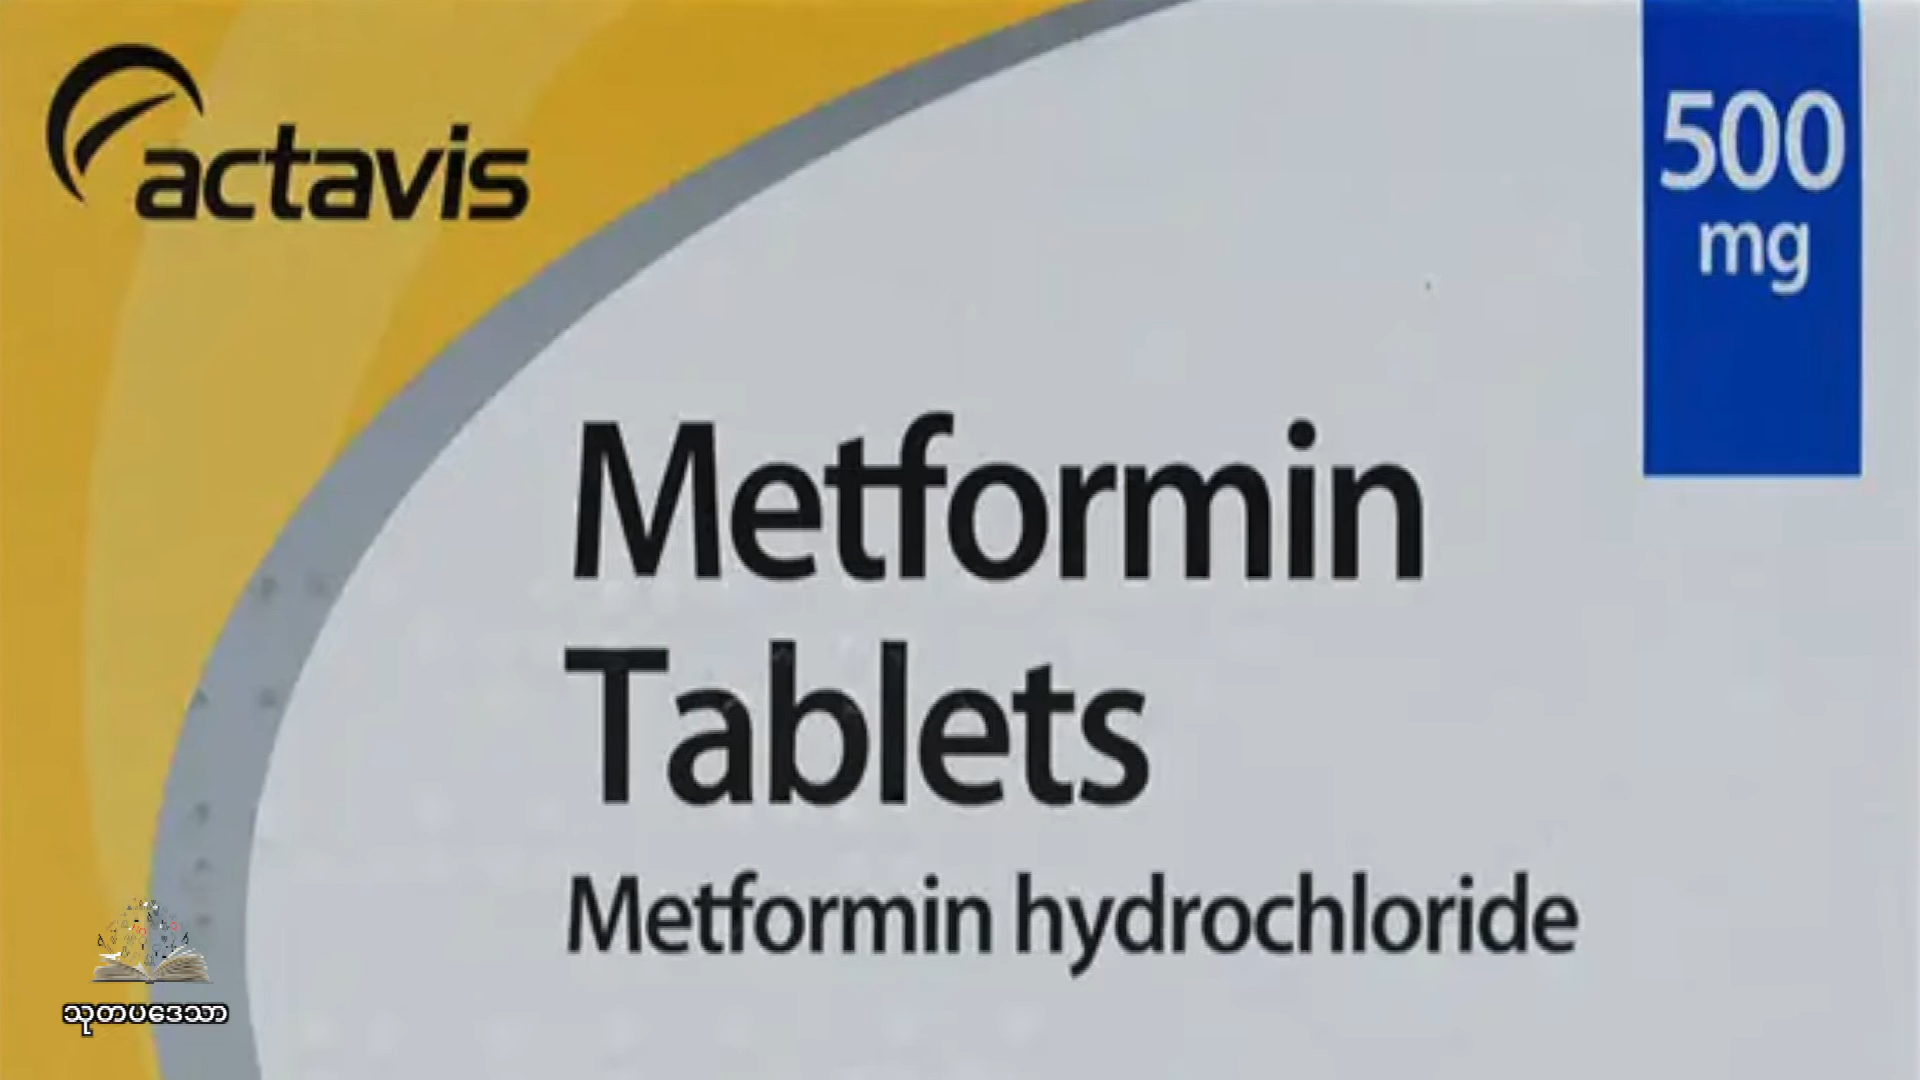 actavis
500
mg
Metformin
Tablets
Metformin hydrochloride
သုတပဒေသာ